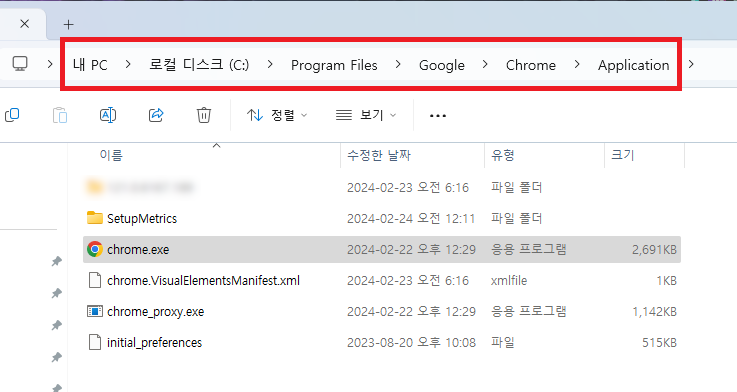 내 PC > 로컬 디스크 (C:) > Program Files > Google > Chrome > Application >
정렬 보기 ...
이름 수정한 날짜 유형 크기
2024-02-23 오전 6:16 파일 폴더
SetupMetrics 2024-02-24 오전 12:11 파일 폴더
chrome.exe 2024-02-22 오후 12:29 응용 프로그램 2,691KB
chrome.VisualElementsManifest.xml 2024-02-23 오전 6:16 xmlfile 1KB
chrome_proxy.exe 2024-02-22 오후 12:29 응용 프로그램 1,142KB
initial_preferences 2023-08-20 오전 10:08 파일 515KB